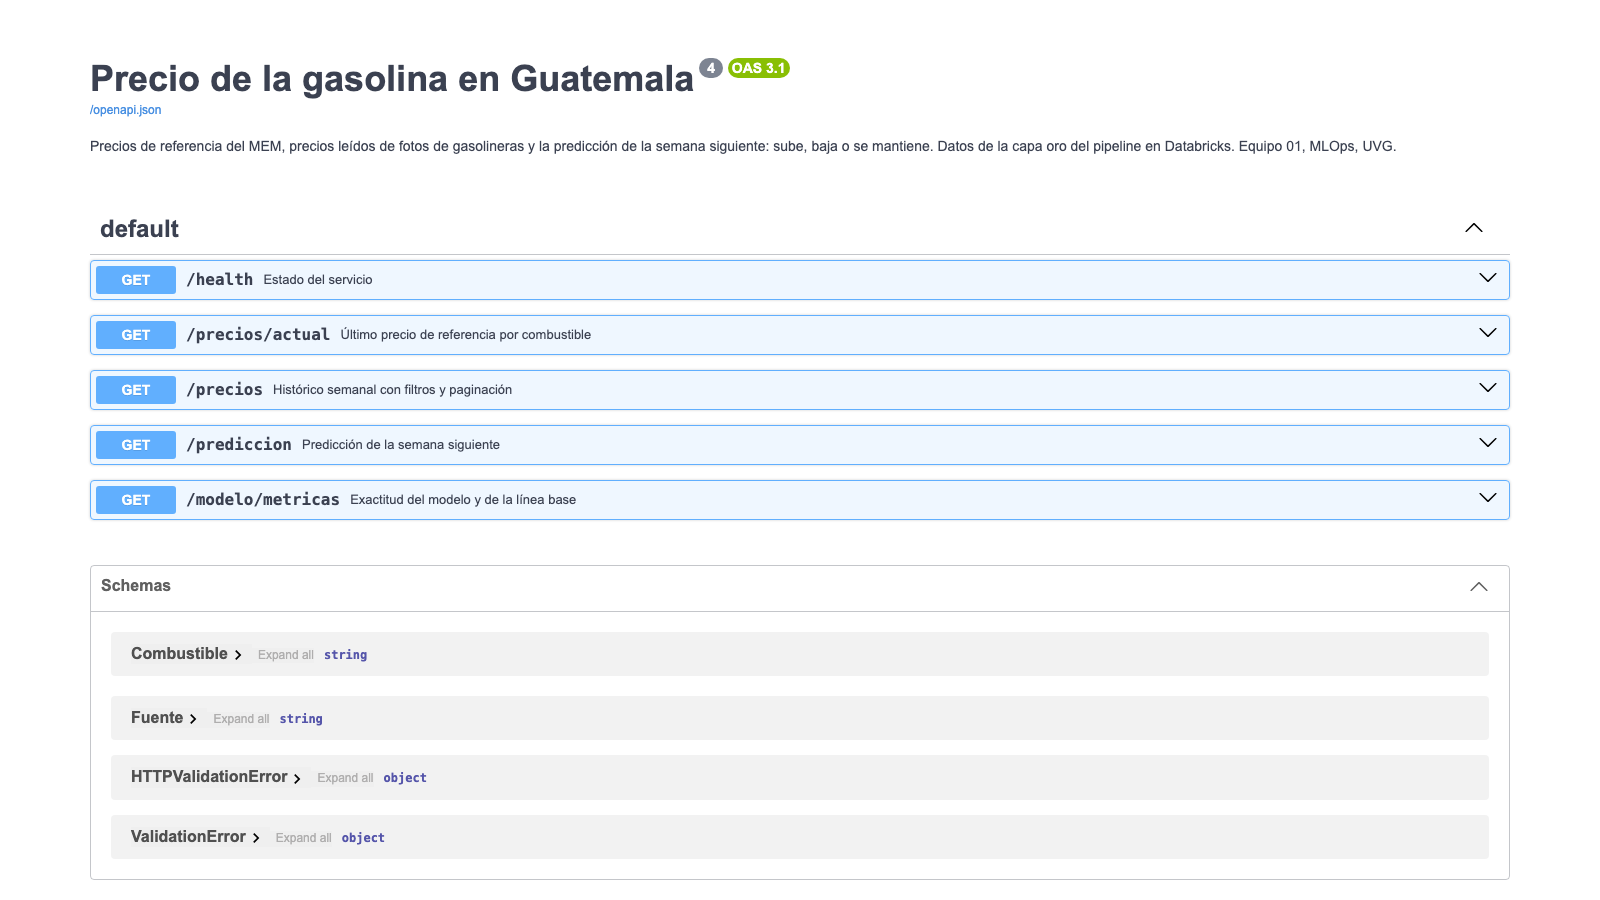 Precio de la gasolina en Guatemala 4 OAS 3.1
/openapi.json
Precios de referencia del MEM, precios leídos de fotos de gasolineras y la predicción de la semana siguiente: sube, baja o se mantiene. Datos de la capa oro del pipeline en Databricks. Equipo 01, MLOps, UVG.
default
GET /health Estado del servicio
GET /precios/actual Último precio de referencia por combustible
GET /precios Histórico semanal con filtros y paginación
GET /prediccion Predicción de la semana siguiente
GET /modelo/metricas Exactitud del modelo y de la línea base
Schemas
Combustible Expand all string
Fuente Expand all string
HTTPValidationError Expand all object
ValidationError Expand all object